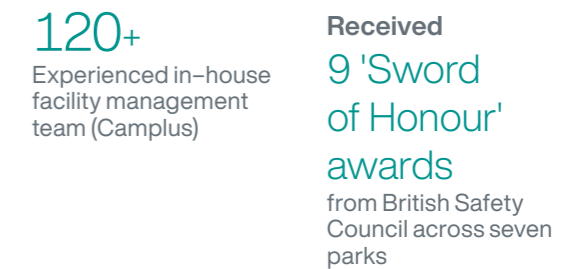 120+
Experienced in-house
facility management
team (Camplus)
Received
9 'Sword
of Honour'
awards
from British Safety
Council across seven
parks